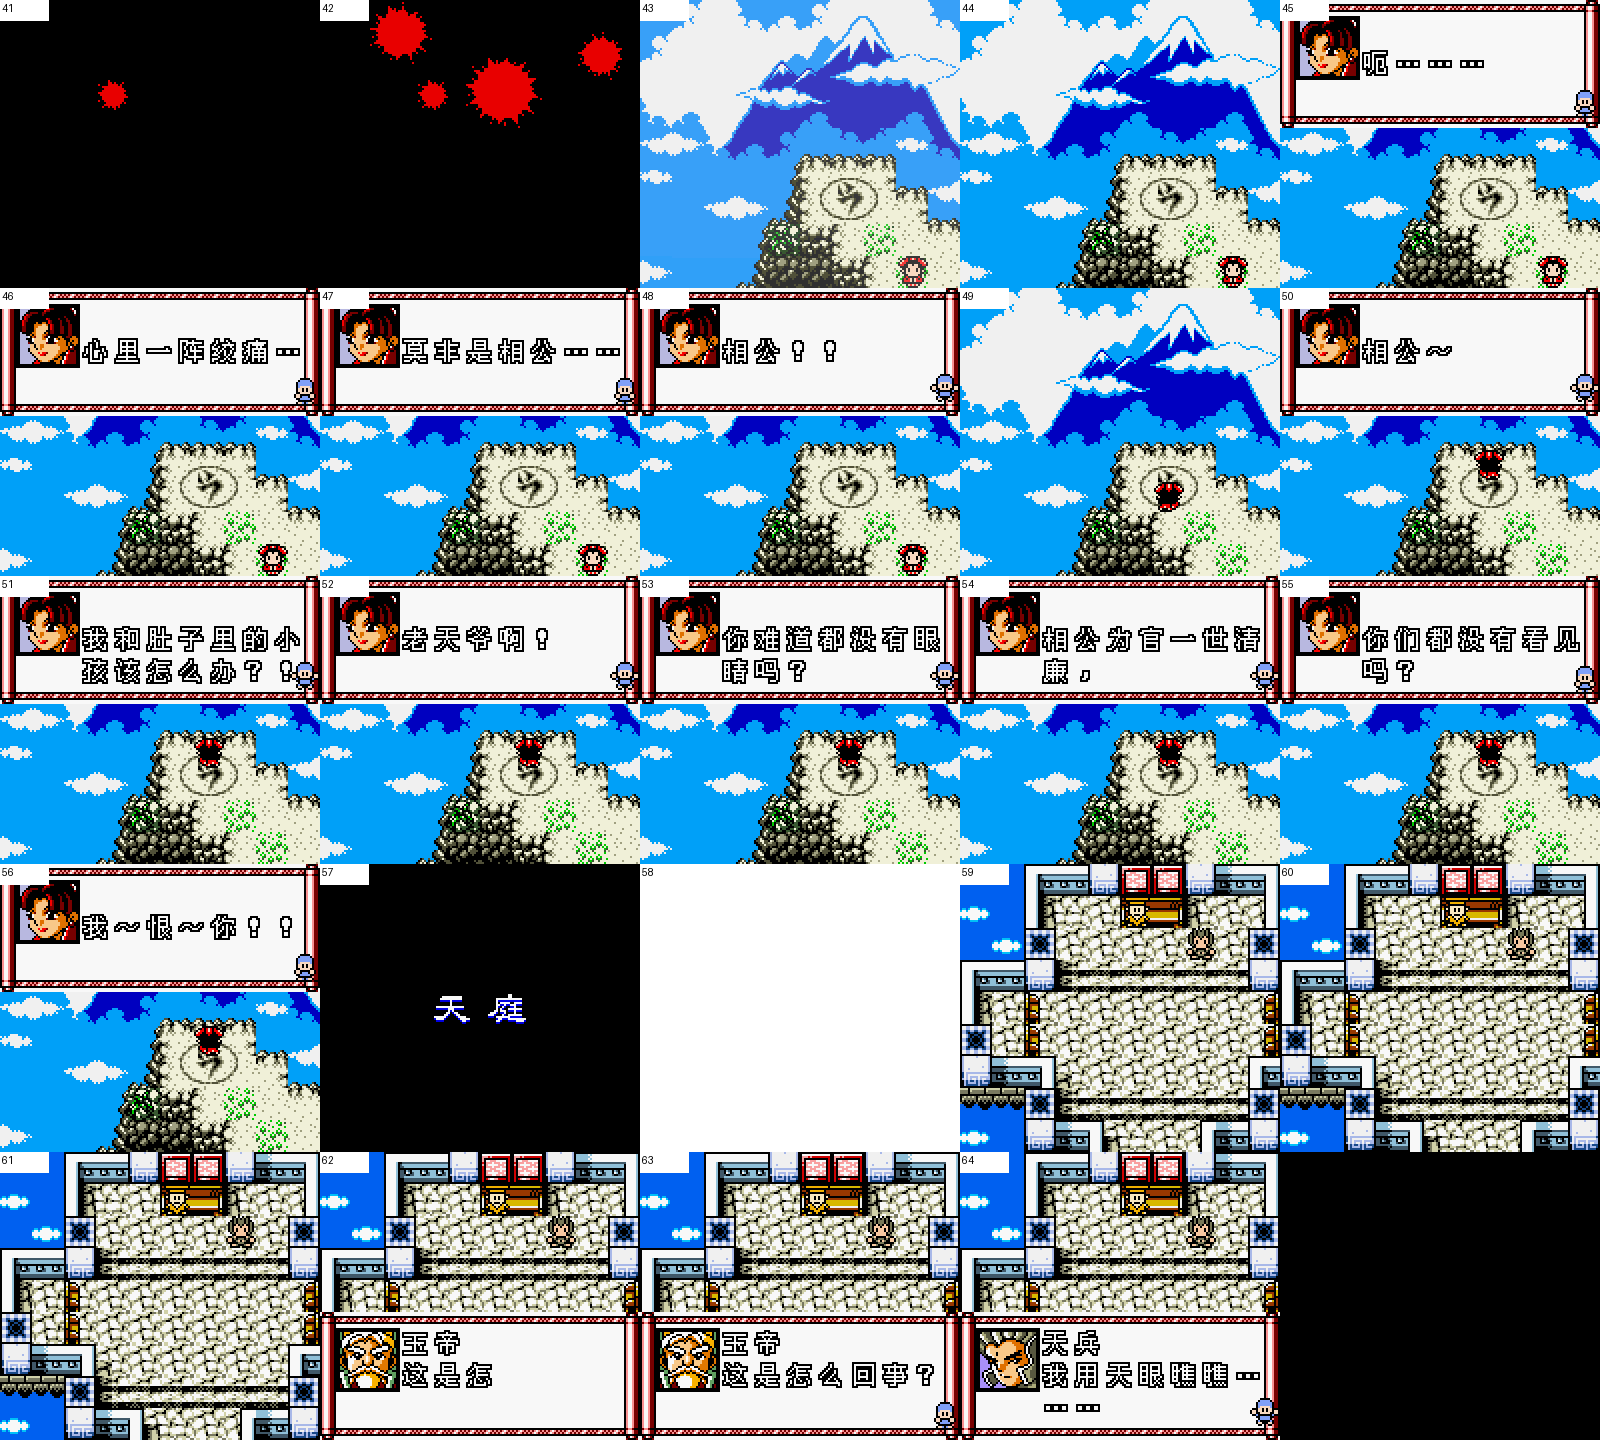 41
42
43
44
45
呃………
46
心里一阵绞痛…
47
莫非是相公……
48
相公！！
49
50
相公～
51
我和肚子里的小
孩该怎么办？！
52
老天爷啊！
53
你难道都没有眼
睛吗？
54
相公为官一世清
廉，
55
你们都没有看见
吗？
56
我～恨～你！！
57
天庭
58
59
60
61
62
玉帝
这是怎
63
玉帝
这是怎么回事？
64
天兵
我用天眼瞧瞧…
……